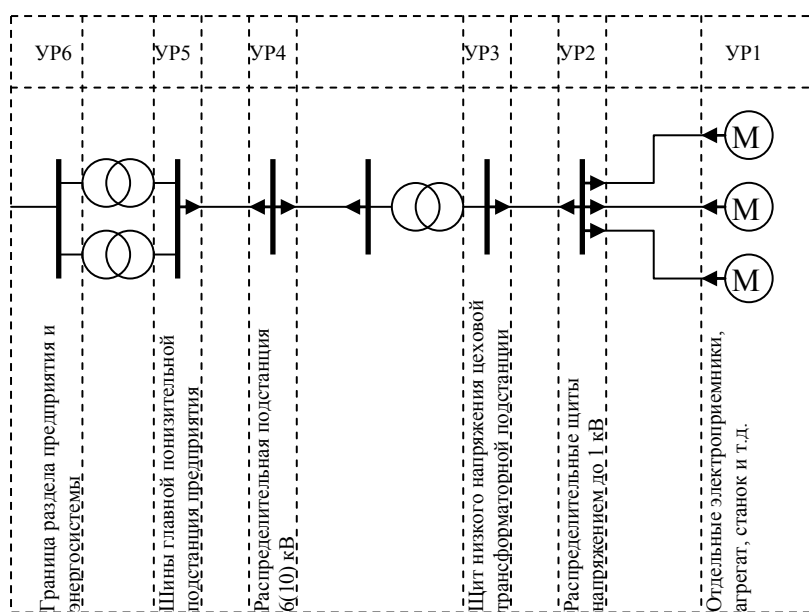 УР6
УР5
УР4
УР3
УР2
УР1
М
М
М
Граница раздела предприятия и
энергосистемы
Шины главной понизительной
подстанция предприятия
Распределительная подстанция
6(10) кВ
Щит низкого напряжения цеховой
трансформаторной подстанции
Распределительные щиты
напряжением до 1 кВ
Отдельные электроприемники,
агрегат, станок и т.д.